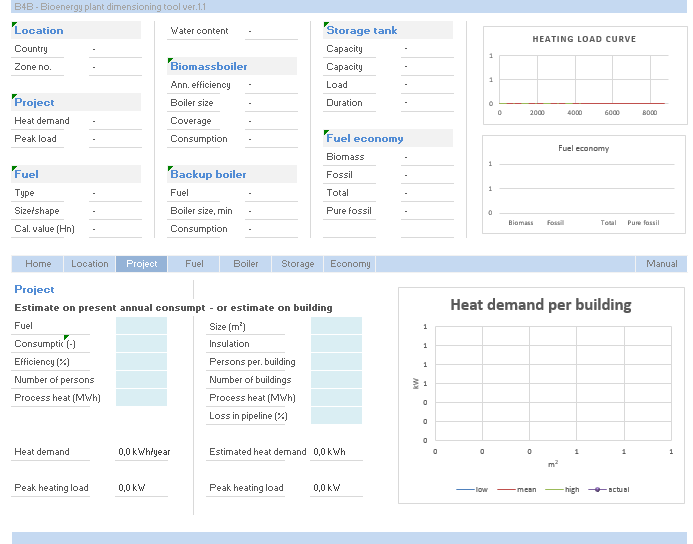 B4B - Bioenergy plant dimensioning tool ver.1.1
Location
Country -
Zone no. -
Project
Heat demand -
Peak load -
Fuel
Type -
Size/shape -
Cal. value (Hn) -
Water content -
Biomassboiler
Ann. efficiency -
Boiler size -
Coverage -
Consumption -
Backup boiler
Fuel -
Boiler size, min -
Consumption -
Storage tank
Capacity -
Capacity -
Load -
Duration -
Fuel economy
Biomass -
Fossil -
Total -
Pure fossil -
HEATING LOAD CURVE
1
1
0
0 2000 4000 6000 8000
Fuel economy
1
1
0
Biomass Fossil Total Pure fossil
Home Location Project Fuel Boiler Storage Economy Manual
Project
Estimate on present annual consumpt - or estimate on building
Fuel
Consumptic (-)
Efficiency (%)
Number of persons
Process heat (MWh)
Heat demand 0,0 kWh/year
Peak heating load 0,0 kW
Size (m²)
Insulation
Persons per. building
Number of buildings
Process heat (MWh)
Loss in pipeline (%)
Estimated heat demand 0,0 kWh
Peak heating load 0,0 kW
Heat demand per building
kW
1
1
1
1
0
0
0
0 0 0 1 1 1
m²
low mean high actual